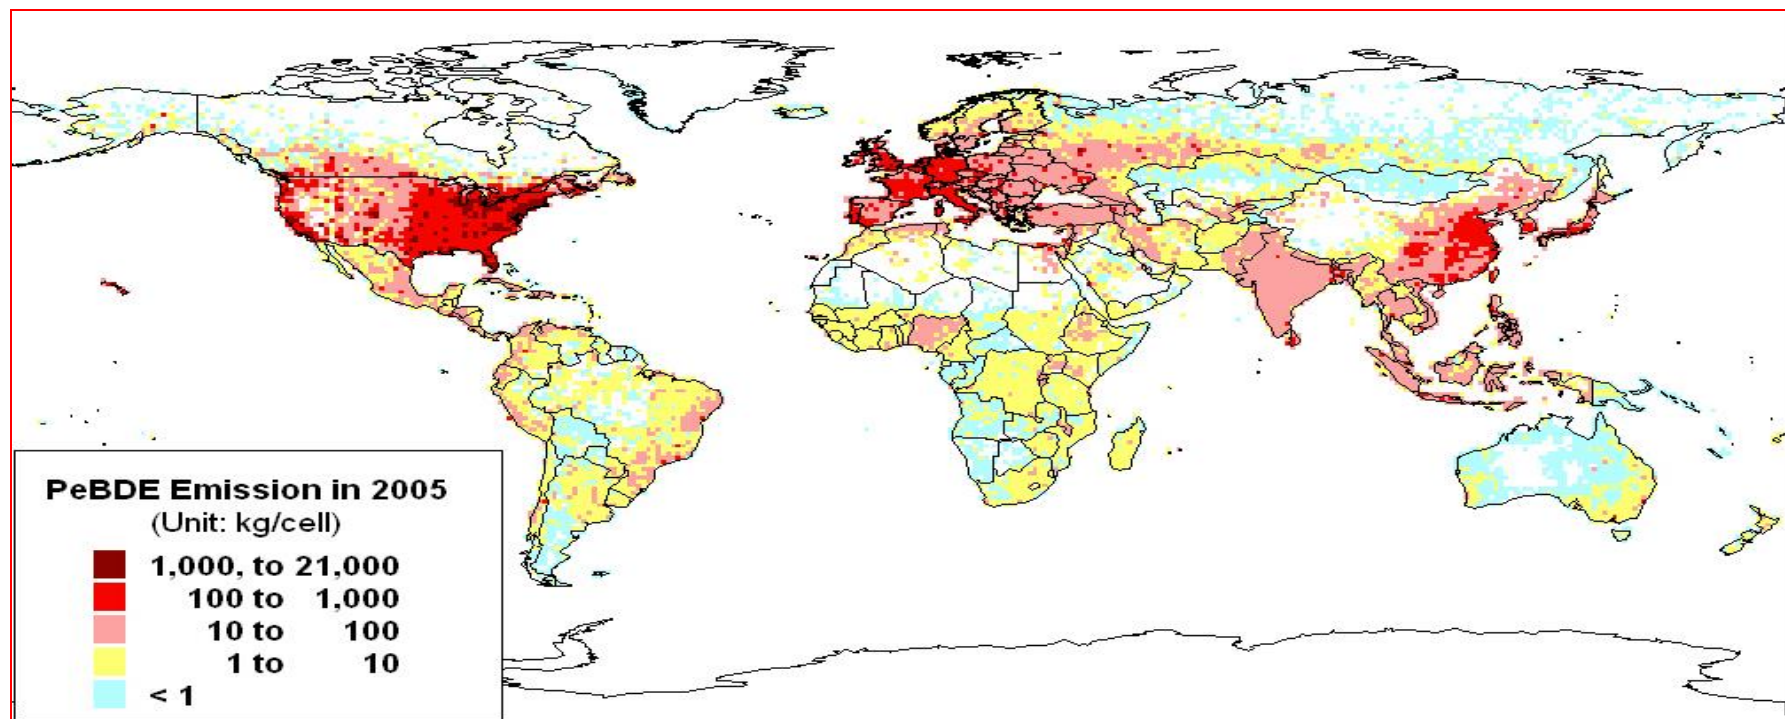 PeBDE Emission in 2005
(Unit: kg/cell)
1,000, to 21,000
100 to 1,000
10 to 100
1 to 10
< 1